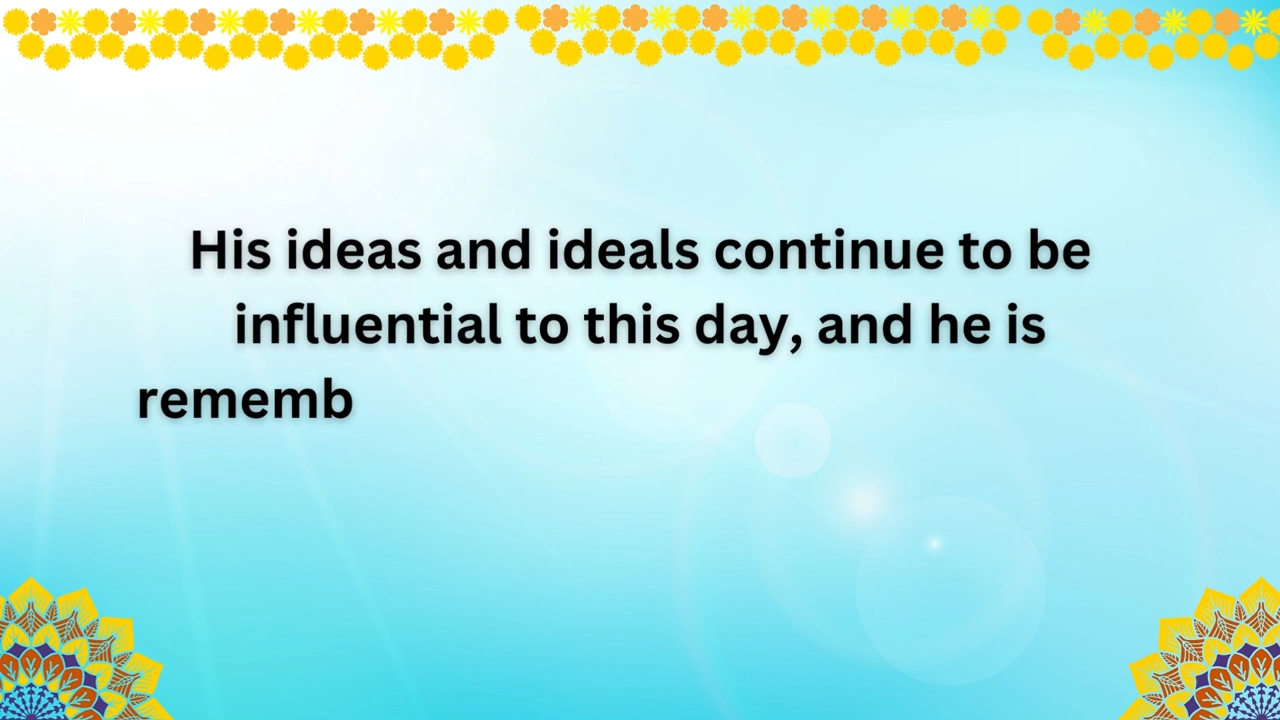 His ideas and ideals continue to be
influential to this day, and he is
rememb